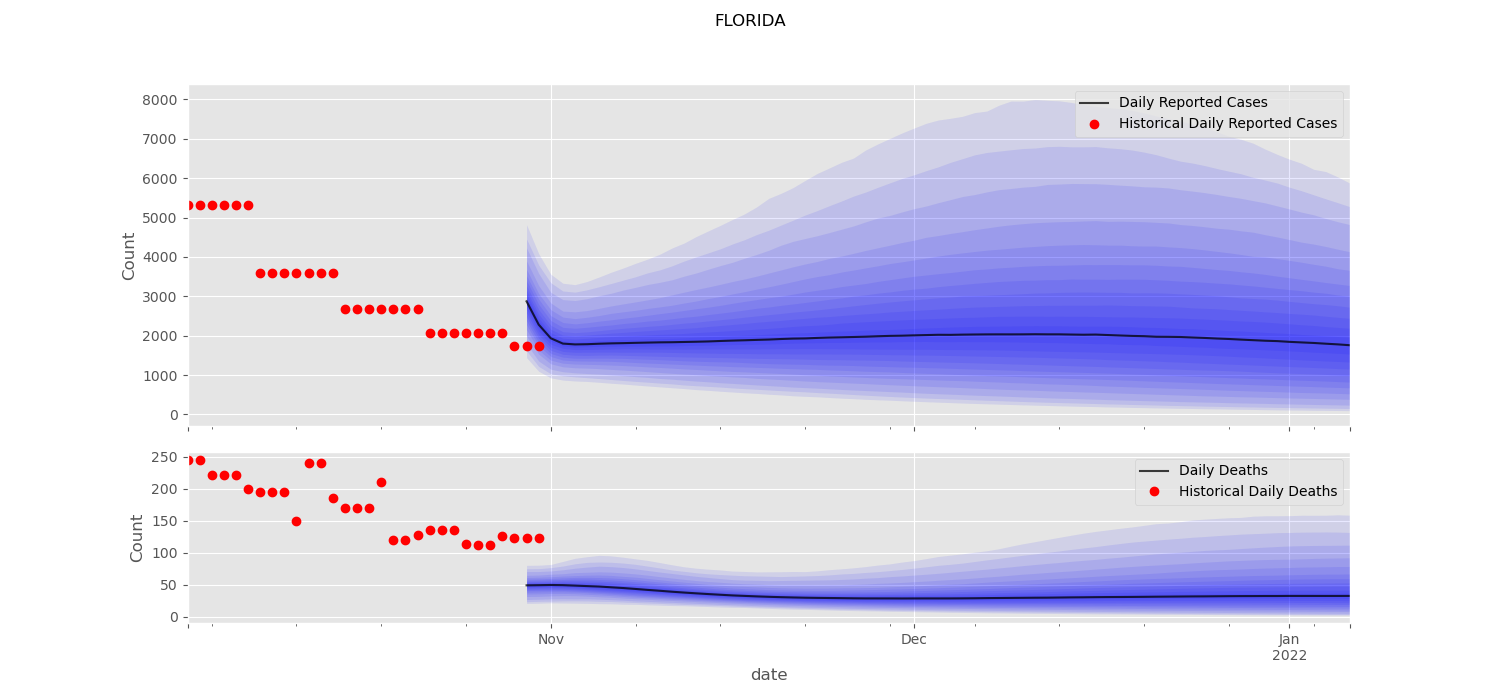 FLORIDA
8000
7000
6000
5000
4000
3000
2000
1000
0
Count
Daily Reported Cases
Historical Daily Reported Cases
250
200
150
100
50
0
Count
Daily Deaths
Historical Daily Deaths
Nov
Dec
Jan
2022
date